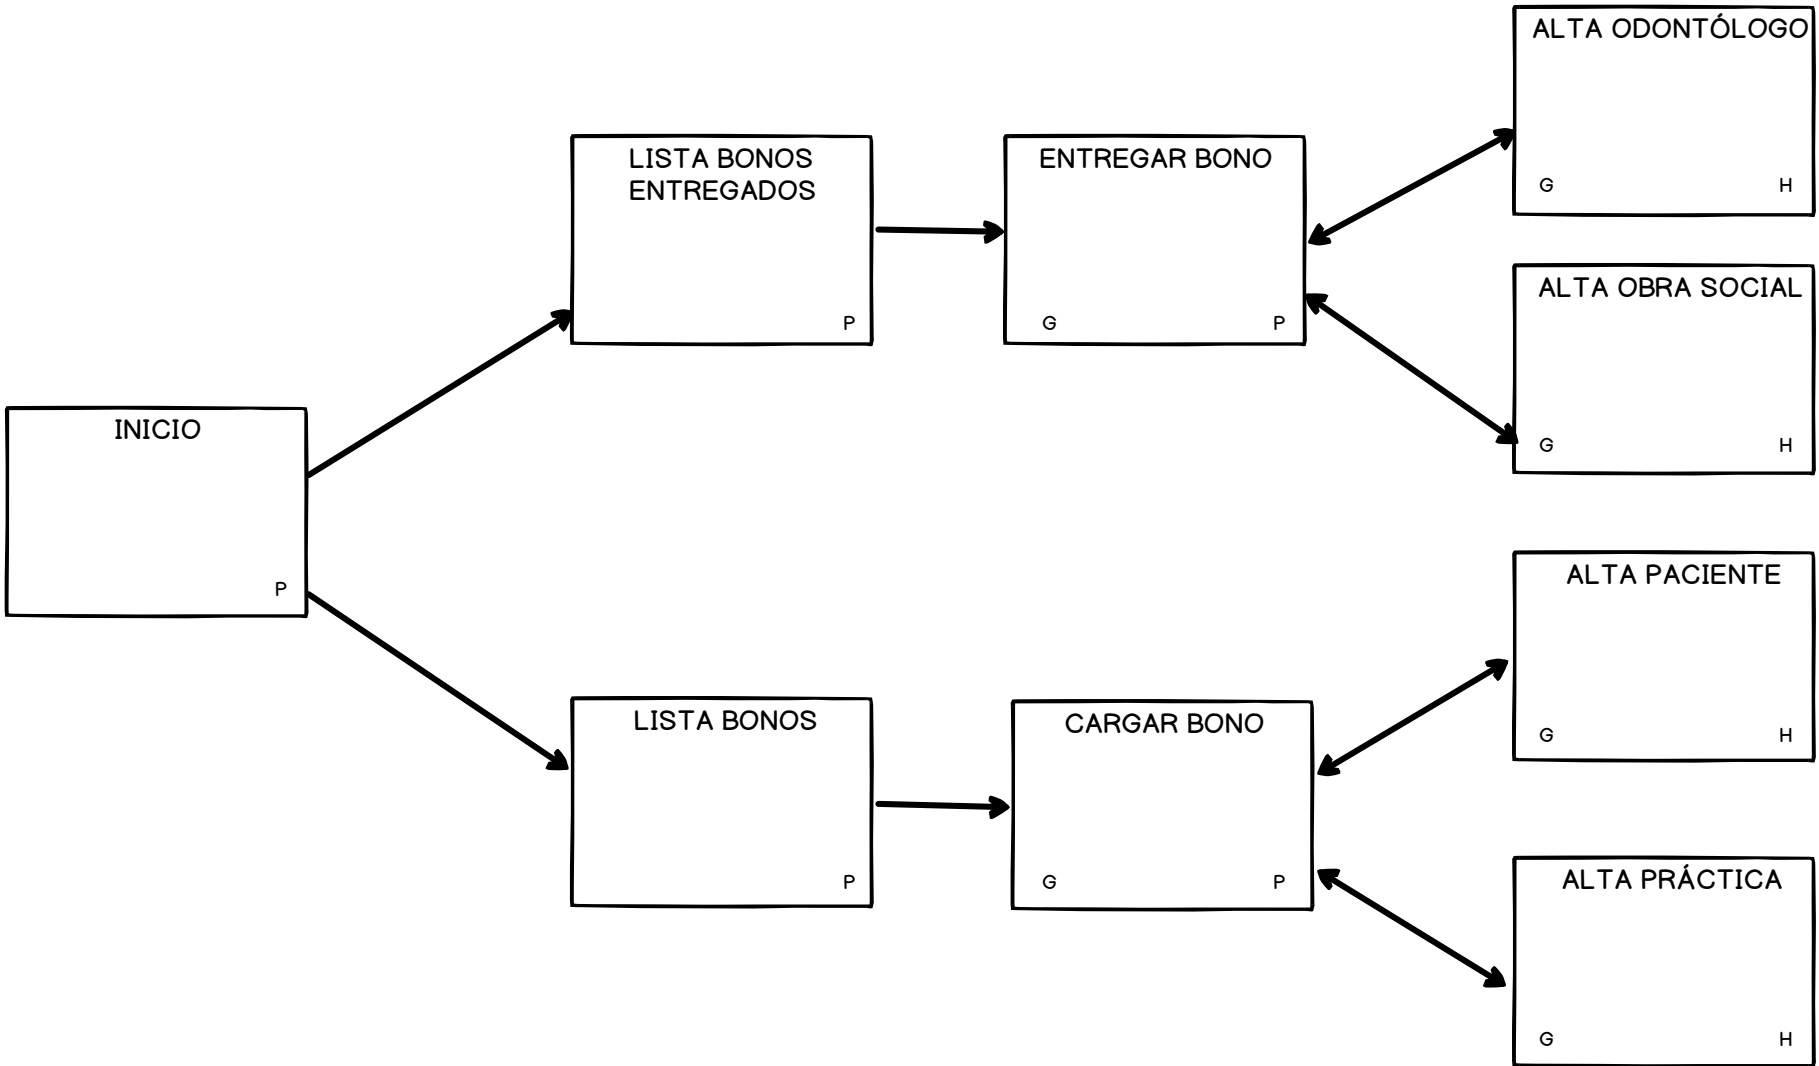 INICIO
P
LISTA BONOS
ENTREGADOS
P
ENTREGAR BONO
G P
ALTA ODONTÓLOGO
G H
ALTA OBRA SOCIAL
G H
LISTA BONOS
P
CARGAR BONO
G P
ALTA PACIENTE
G H
ALTA PRÁCTICA
G H